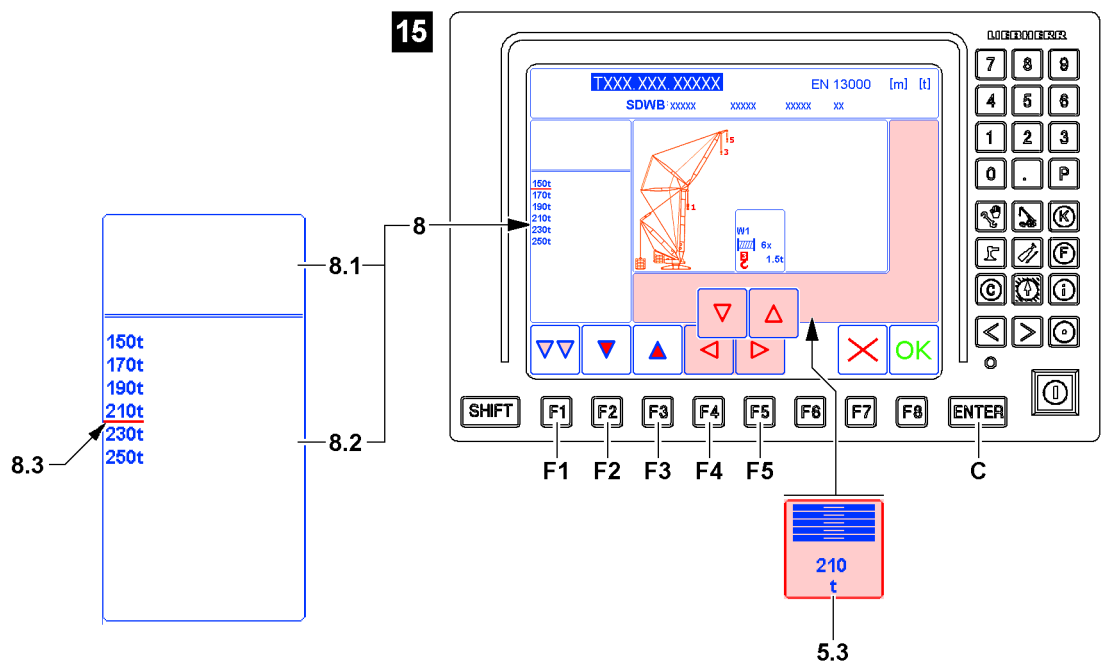 15
LIEBHERR
TXXX.XXX.XXXXX
EN 13000 [m] [t]
SDWB:xxxxx xxxxx xxxxx xx
5
3
1
150t
170t
190t
210t
230t
250t
W1
6x
3
1.5t
OK
7 8 9
4 5 6
1 2 3
0 . P
K
F
C i
< >
SHIFT F1 F2 F3 F4 F5 F6 F7 F8 ENTER
F1 F2 F3 F4 F5 C
8
8.1
150t
170t
190t
210t
230t
250t
8.2
8.3
210
t
5.3